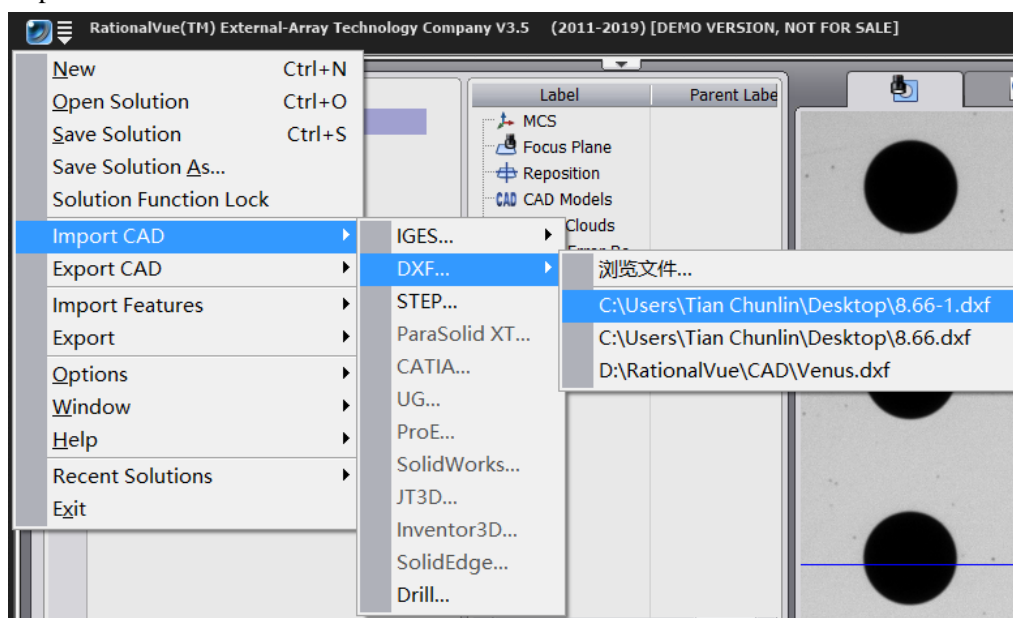 RationalVue(TM) External-Array Technology Company V3.5 (2011-2019) [DEMO VERSION, NOT FOR SALE]
New Ctrl+N
Open Solution Ctrl+O
Save Solution Ctrl+S
Save Solution As...
Solution Function Lock
Import CAD
Export CAD
Import Features
Export
Options
Window
Help
Recent Solutions
Exit
IGES...
DXF...
STEP...
ParaSolid XT...
CATIA...
UG...
ProE...
SolidWorks...
JT3D...
Inventor3D...
SolidEdge...
Drill...
浏览文件...
C:\Users\Tian Chunlin\Desktop\8.66-1.dxf
C:\Users\Tian Chunlin\Desktop\8.66.dxf
D:\RationalVue\CAD\Venus.dxf
Label Parent Labe
MCS
Focus Plane
Reposition
CAD CAD Models
Clouds